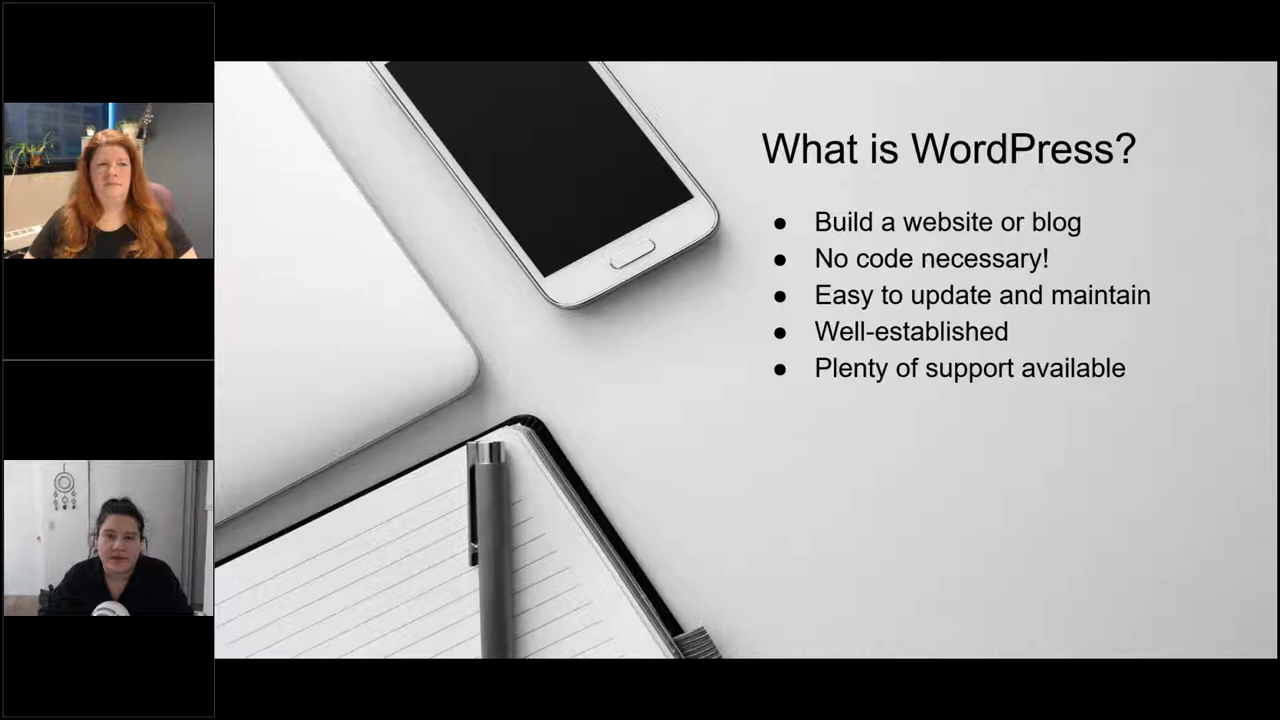 What is WordPress?
● Build a website or blog
● No code necessary!
● Easy to update and maintain
● Well-established
● Plenty of support available